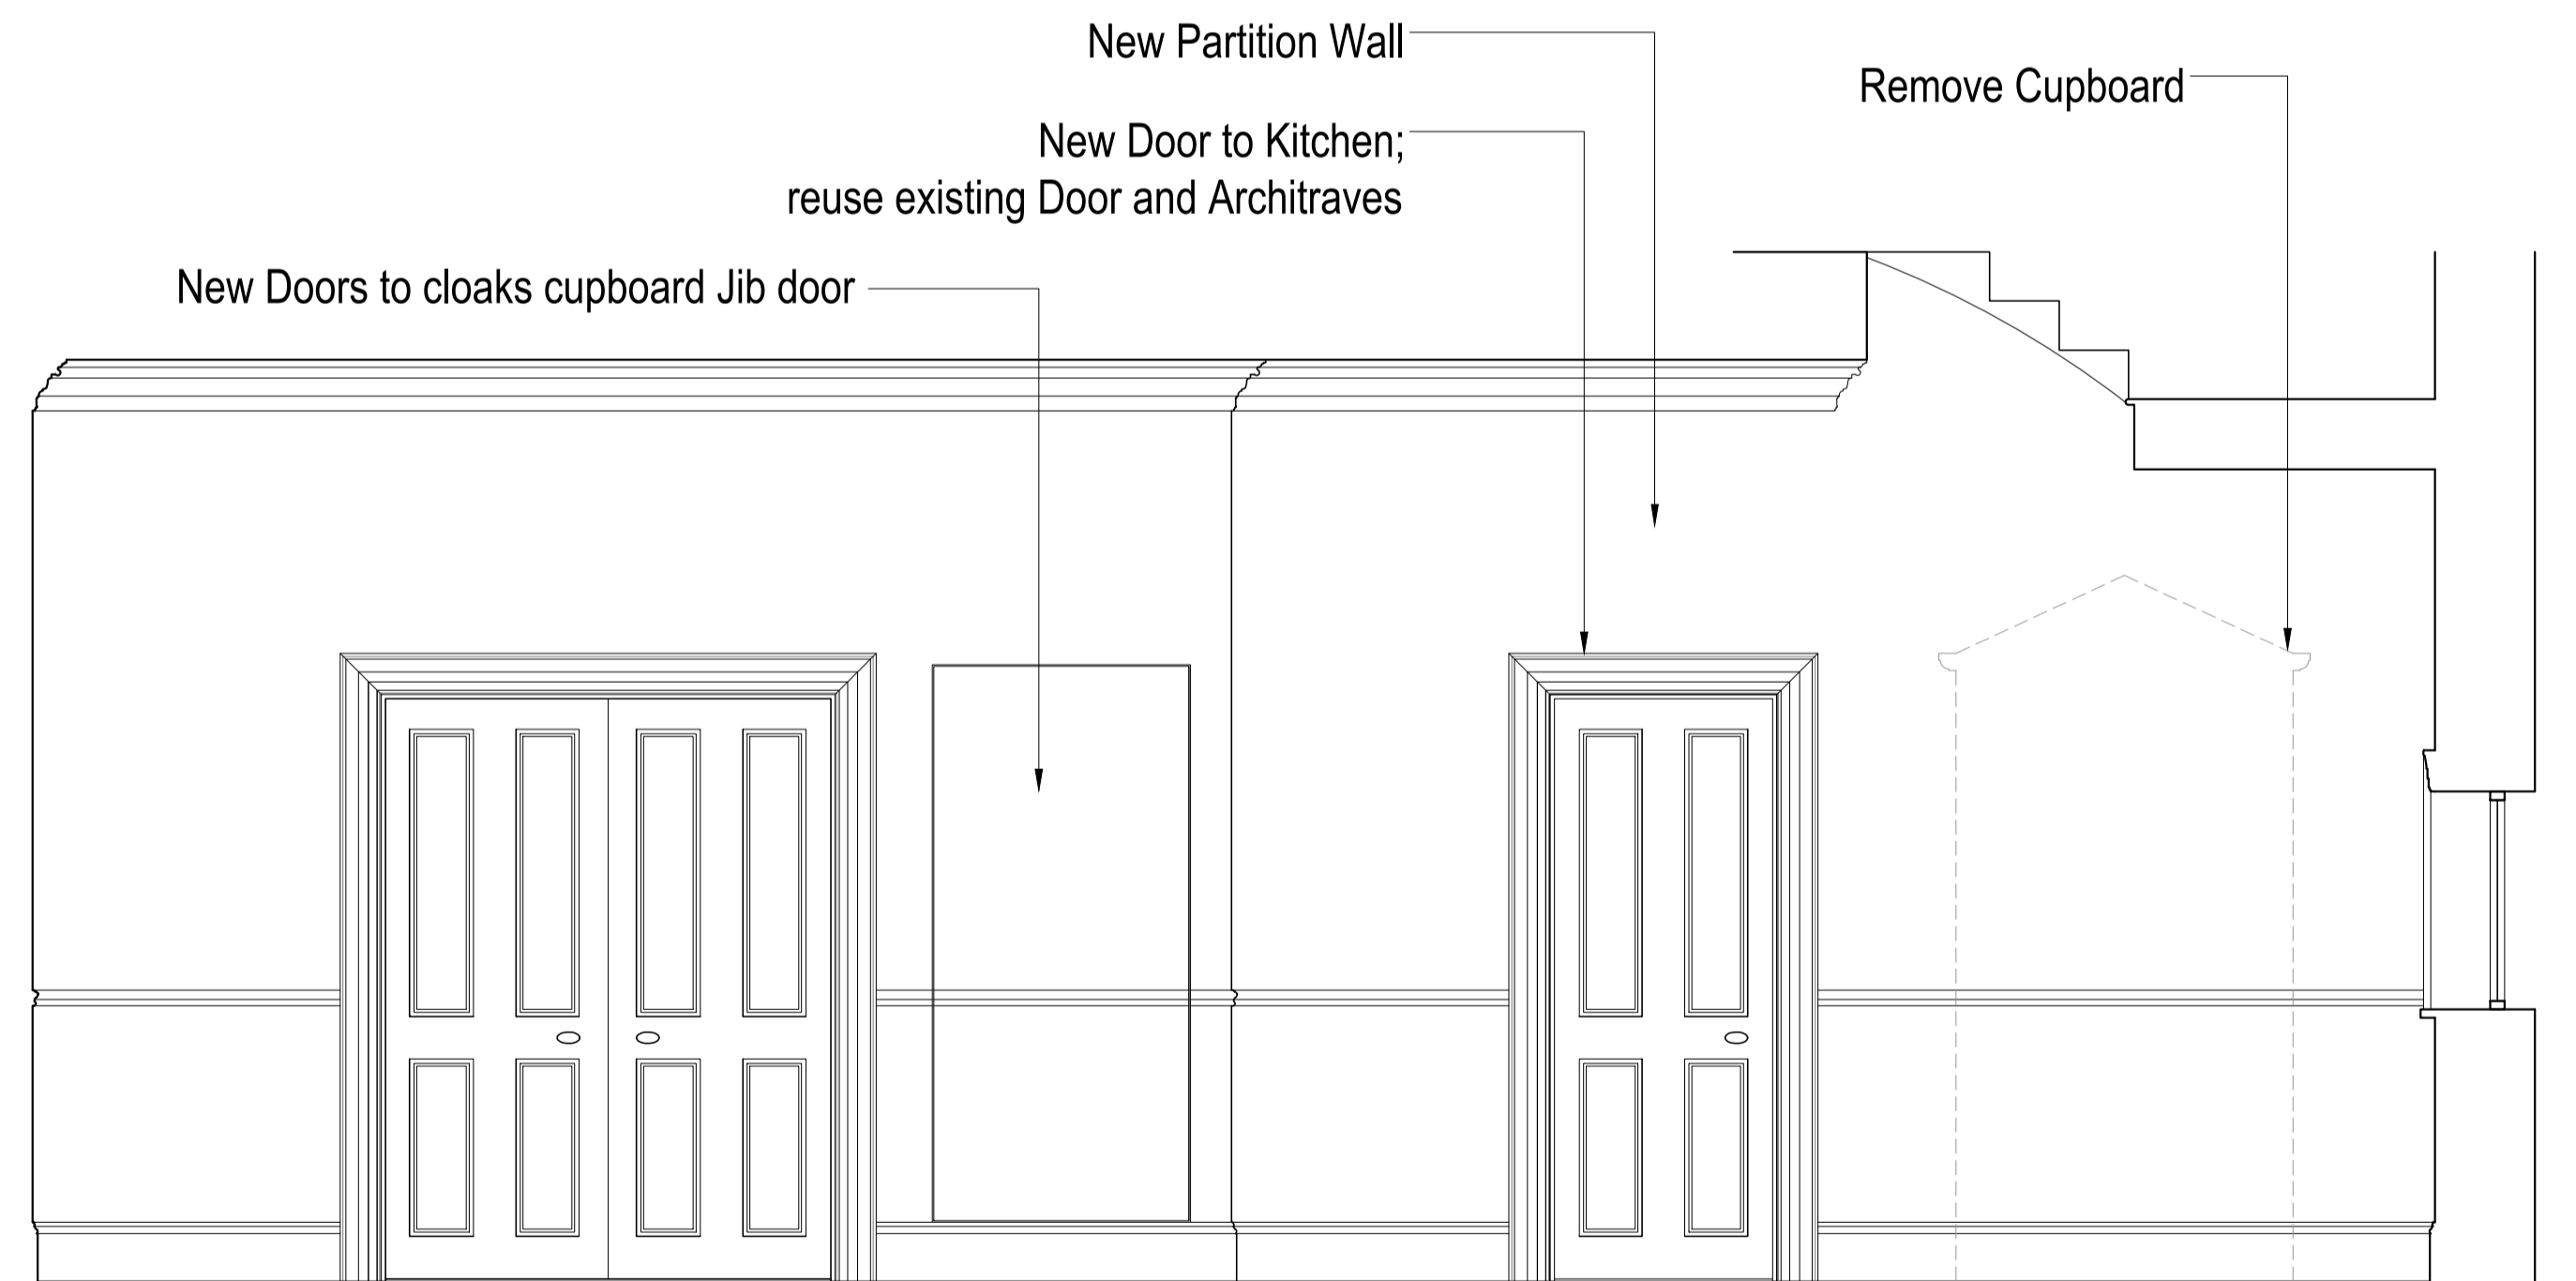 New Partition Wall
Remove Cupboard
New Door to Kitchen;
reuse existing Door and Architraves
New Doors to cloaks cupboard Jib door